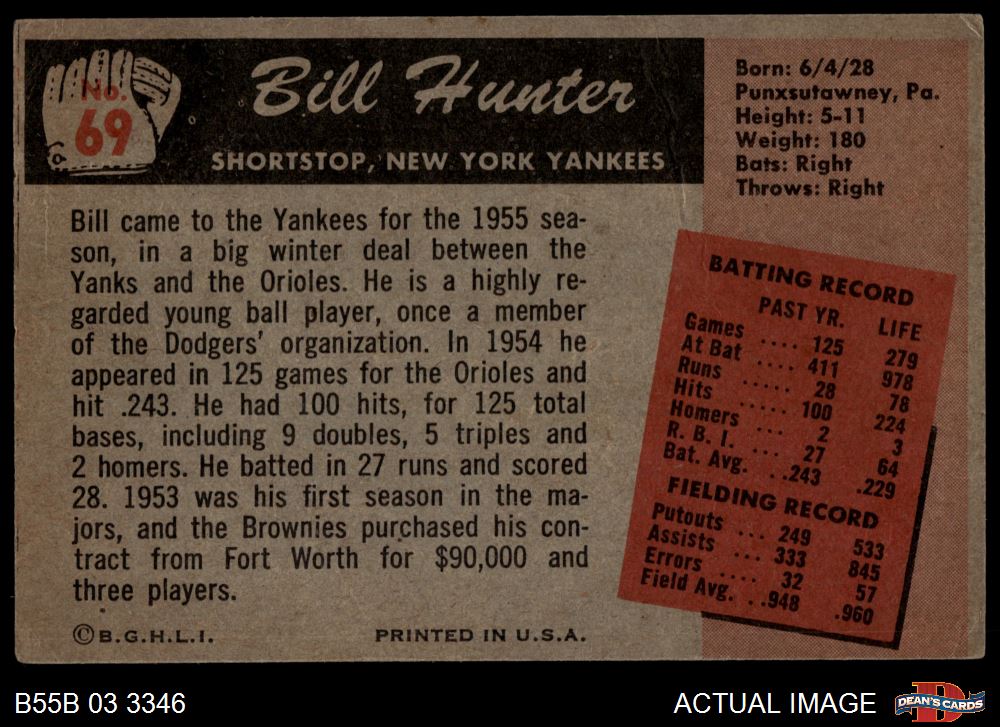 No.
69
Bill Hunter
SHORTSTOP, NEW YORK YANKEES
Born: 6/4/28
Punxsutawney, Pa.
Height: 5-11
Weight: 180
Bats: Right
Throws: Right
Bill came to the Yankees for the 1955 sea-
son, in a big winter deal between the
Yanks and the Orioles. He is a highly re-
garded young ball player, once a member
of the Dodgers' organization. In 1954 he
appeared in 125 games for the Orioles and
hit .243. He had 100 hits, for 125 total
bases, including 9 doubles, 5 triples and
2 homers. He batted in 27 runs and scored
28. 1953 was his first season in the ma-
jors, and the Brownies purchased his con-
tract from Fort Worth for $90,000 and
three players.
BATTING RECORD
PAST YR. LIFE
Games .... 125 279
At Bat .... 411 978
Runs ..... 28 78
Hits ..... 100 224
Homers ... 2 3
R. B. I. ... 27 64
Bat. Avg. . .243 .229
FIELDING RECORD
Putouts ... 249 533
Assists ... 333 845
Errors .... 32 57
Field Avg. . .948 .960
©B.G.H.L.I. PRINTED IN U.S.A.
B55B 03 3346 ACTUAL IMAGE DEAN'S CARDS